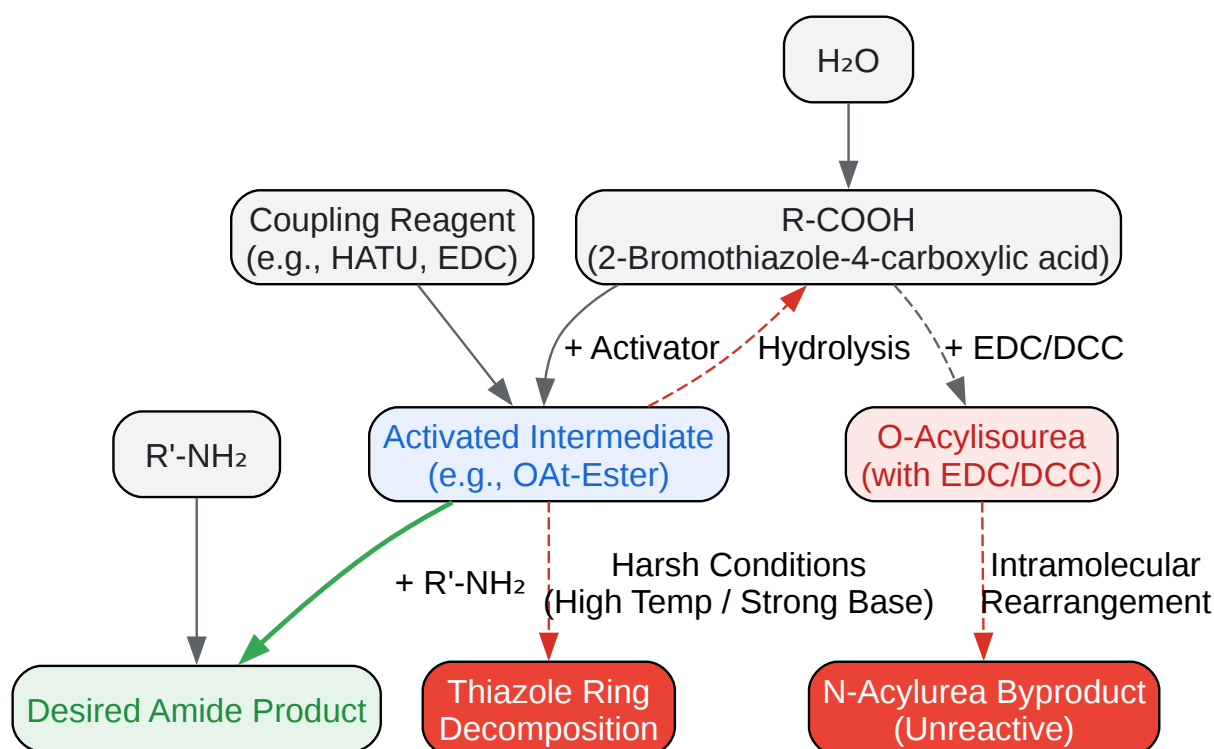 H₂O
Coupling Reagent
(e.g., HATU, EDC)
R-COOH
(2-Bromothiazole-4-carboxylic acid)
+ Activator
Hydrolysis
+ EDC/DCC
R'-NH₂
Activated Intermediate
(e.g., OAt-Ester)
O-Acylisourea
(with EDC/DCC)
+ R'-NH₂
Harsh Conditions
(High Temp / Strong Base)
Intramolecular
Rearrangement
Desired Amide Product
Thiazole Ring
Decomposition
N-Acylurea Byproduct
(Unreactive)